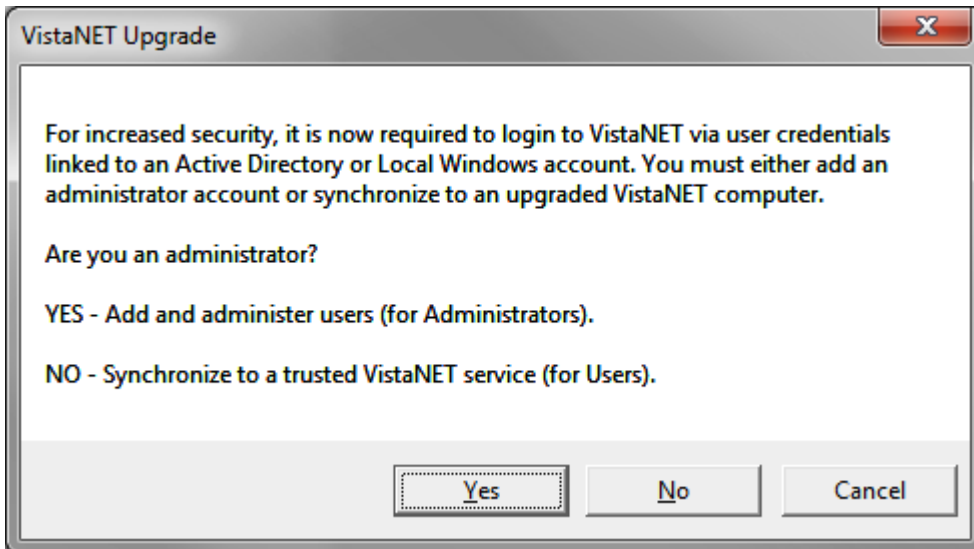 VistaNET Upgrade
For increased security, it is now required to login to VistaNET via user credentials
linked to an Active Directory or Local Windows account. You must either add an
administrator account or synchronize to an upgraded VistaNET computer.
Are you an administrator?
YES - Add and administer users (for Administrators).
NO - Synchronize to a trusted VistaNET service (for Users).
Yes
No
Cancel